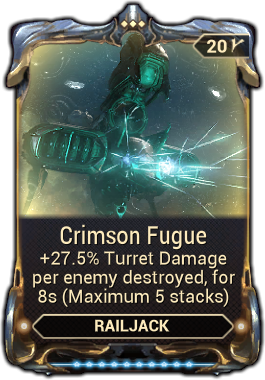 20
Crimson Fugue
+27.5% Turret Damage
per enemy destroyed, for
8s (Maximum 5 stacks)
RAILJACK